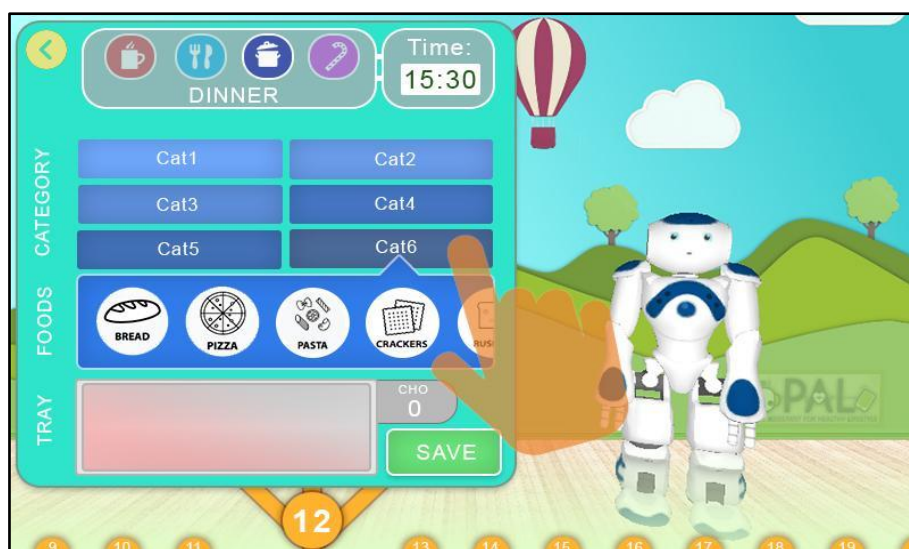 Time:
15:30
DINNER
CATEGORY
Cat1
Cat2
Cat3
Cat4
Cat5
Cat6
FOODS
BREAD
PIZZA
PASTA
CRACKERS
TRAY
CHO
0
SAVE
PAL
12
9
10
11
13
14
15
16
17
18
19